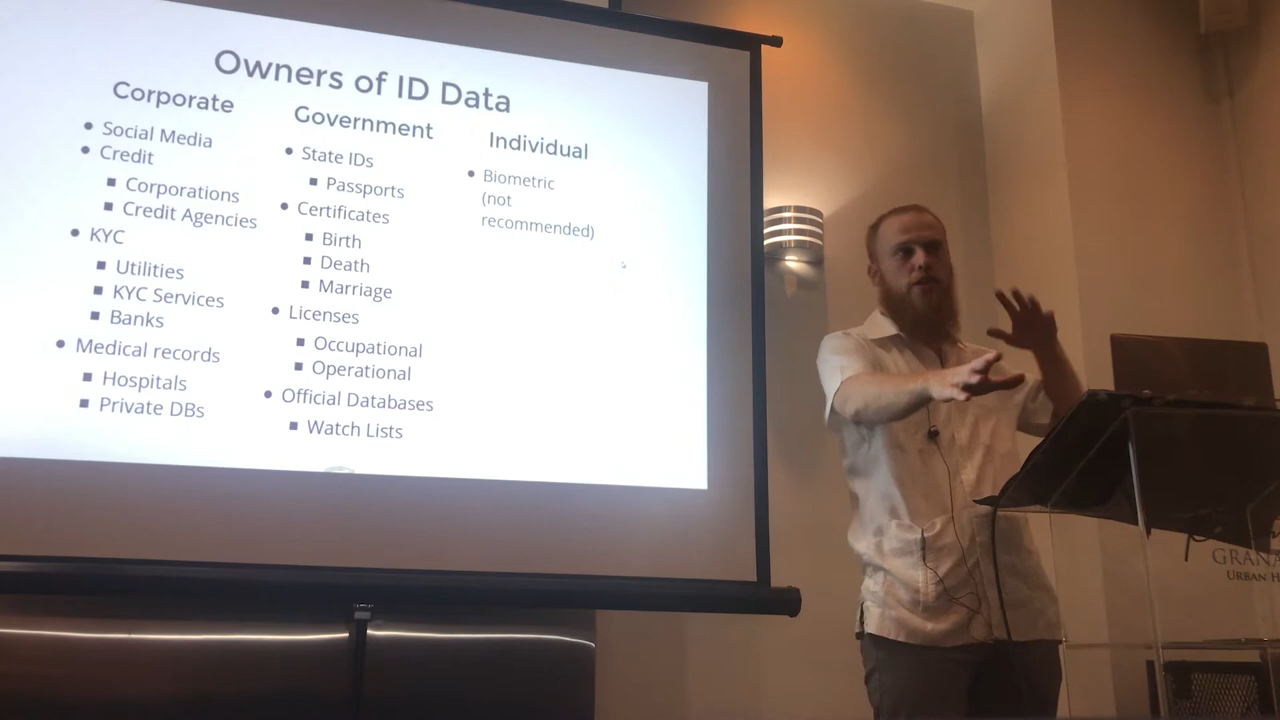 Owners of ID Data
Corporate
Social Media
Credit
Corporations
Credit Agencies
KYC
Utilities
KYC Services
Banks
Medical records
Hospitals
Private DBs
Government
State IDs
Passports
Certificates
Birth
Death
Marriage
Licenses
Occupational
Operational
Official Databases
Watch Lists
Individual
Biometric
(not
recommended)
URBAN